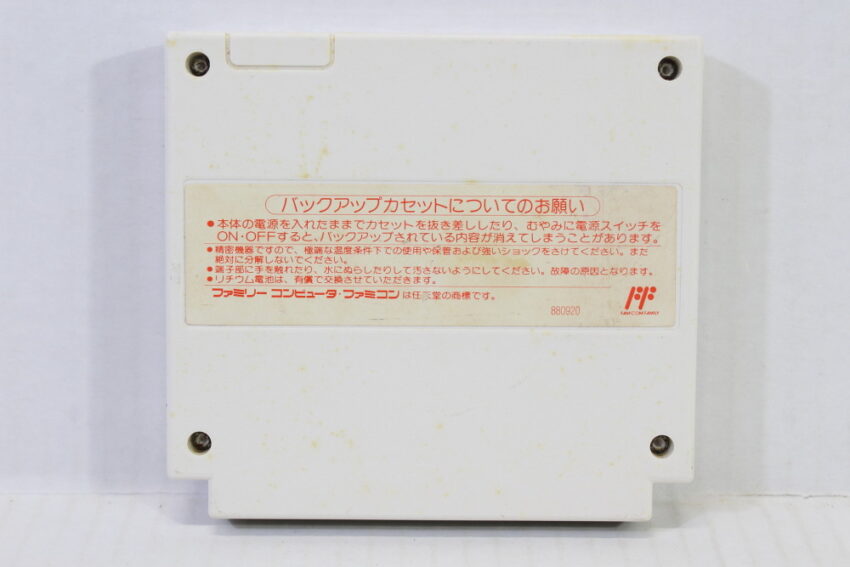 バックアップカセットについてのお願い
●本体の電源を入れたままでカセットを抜き差ししたり、むやみに電源スイッチを
ON・OFFすると、バックアップされている内容が消えてしまうことがあります。
●精密機器ですので、極端な温度条件下での使用や保管および強いショックをさけてください。また
絶対に分解しないでください。
●端子部に手を触れたり、水にぬらしたりして汚さないようにしてください。故障の原因となります。
●リチウム電池は、有償で交換させていただきます。
ファミリー コンピュータ・ファミコンは任天堂の商標です。
880920
FF
FAMICOM FAMILY